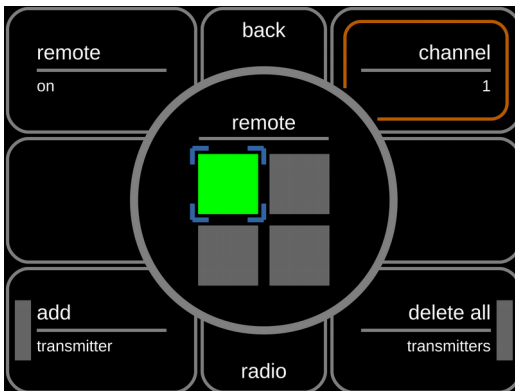 back
remote
on
channel
1
remote
add
transmitter
delete all
transmitters
radio